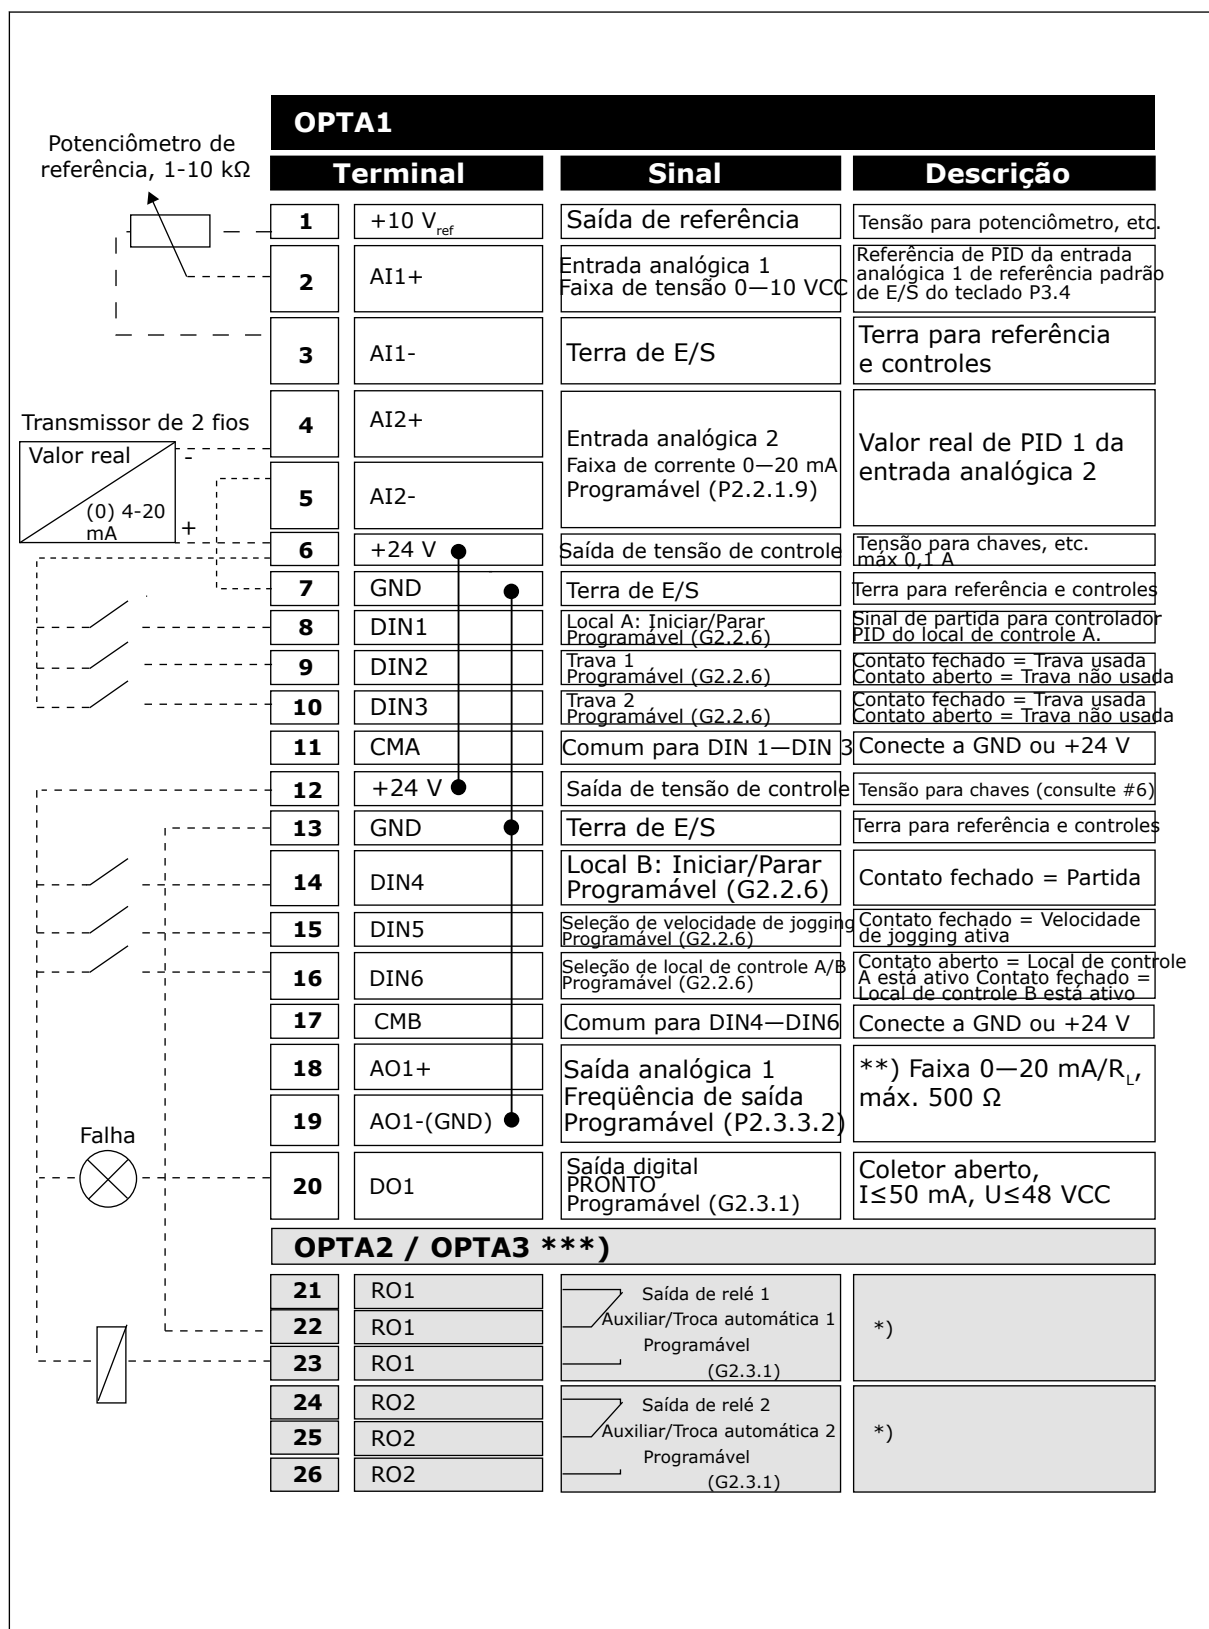 OPTA1
Potenciômetro de
referência, 1-10 kΩ
Terminal
Sinal
Descrição
1
+10 Vref
Saída de referência
Tensão para potenciômetro, etc.
2
AI1+
Entrada analógica 1
Faixa de tensão 0—10 VCC
Referência de PID da entrada
analógica 1 de referência padrão
de E/S do teclado P3.4
3
AI1-
Terra de E/S
Terra para referência
e controles
Transmissor de 2 fios
Valor real
-
(0) 4-20
mA
+
4
AI2+
Entrada analógica 2
Faixa de corrente 0—20 mA
Programável (P2.2.1.9)
Valor real de PID 1 da
entrada analógica 2
5
AI2-
6
+24 V
Saída de tensão de controle
Tensão para chaves, etc.
máx 0,1 A
7
GND
Terra de E/S
Terra para referência e controles
8
DIN1
Local A: Iniciar/Parar
Programável (G2.2.6)
Sinal de partida para controlador
PID do local de controle A.
9
DIN2
Trava 1
Programável (G2.2.6)
Contato fechado = Trava usada
Contato aberto = Trava não usada
10
DIN3
Trava 2
Programável (G2.2.6)
Contato fechado = Trava usada
Contato aberto = Trava não usada
11
CMA
Comum para DIN 1—DIN 3
Conecte a GND ou +24 V
12
+24 V
Saída de tensão de controle
Tensão para chaves (consulte #6)
13
GND
Terra de E/S
Terra para referência e controles
14
DIN4
Local B: Iniciar/Parar
Programável (G2.2.6)
Contato fechado = Partida
15
DIN5
Seleção de velocidade de jogging
Programável (G2.2.6)
Contato fechado = Velocidade
de jogging ativa
16
DIN6
Seleção de local de controle A/B
Programável (G2.2.6)
Contato aberto = Local de controle
A está ativo Contato fechado =
Local de controle B está ativo
17
CMB
Comum para DIN4—DIN6
Conecte a GND ou +24 V
18
AO1+
Saída analógica 1
Freqüência de saída
Programável (P2.3.3.2)
**) Faixa 0—20 mA/RL,
máx. 500 Ω
19
AO1-(GND)
Falha
20
DO1
Saída digital
PRONTO
Programável (G2.3.1)
Coletor aberto,
I≤50 mA, U≤48 VCC
OPTA2 / OPTA3 ***)
21
RO1
Saída de relé 1
Auxiliar/Troca automática 1
Programável
(G2.3.1)
*)
22
RO1
23
RO1
24
RO2
Saída de relé 2
Auxiliar/Troca automática 2
Programável
(G2.3.1)
*)
25
RO2
26
RO2